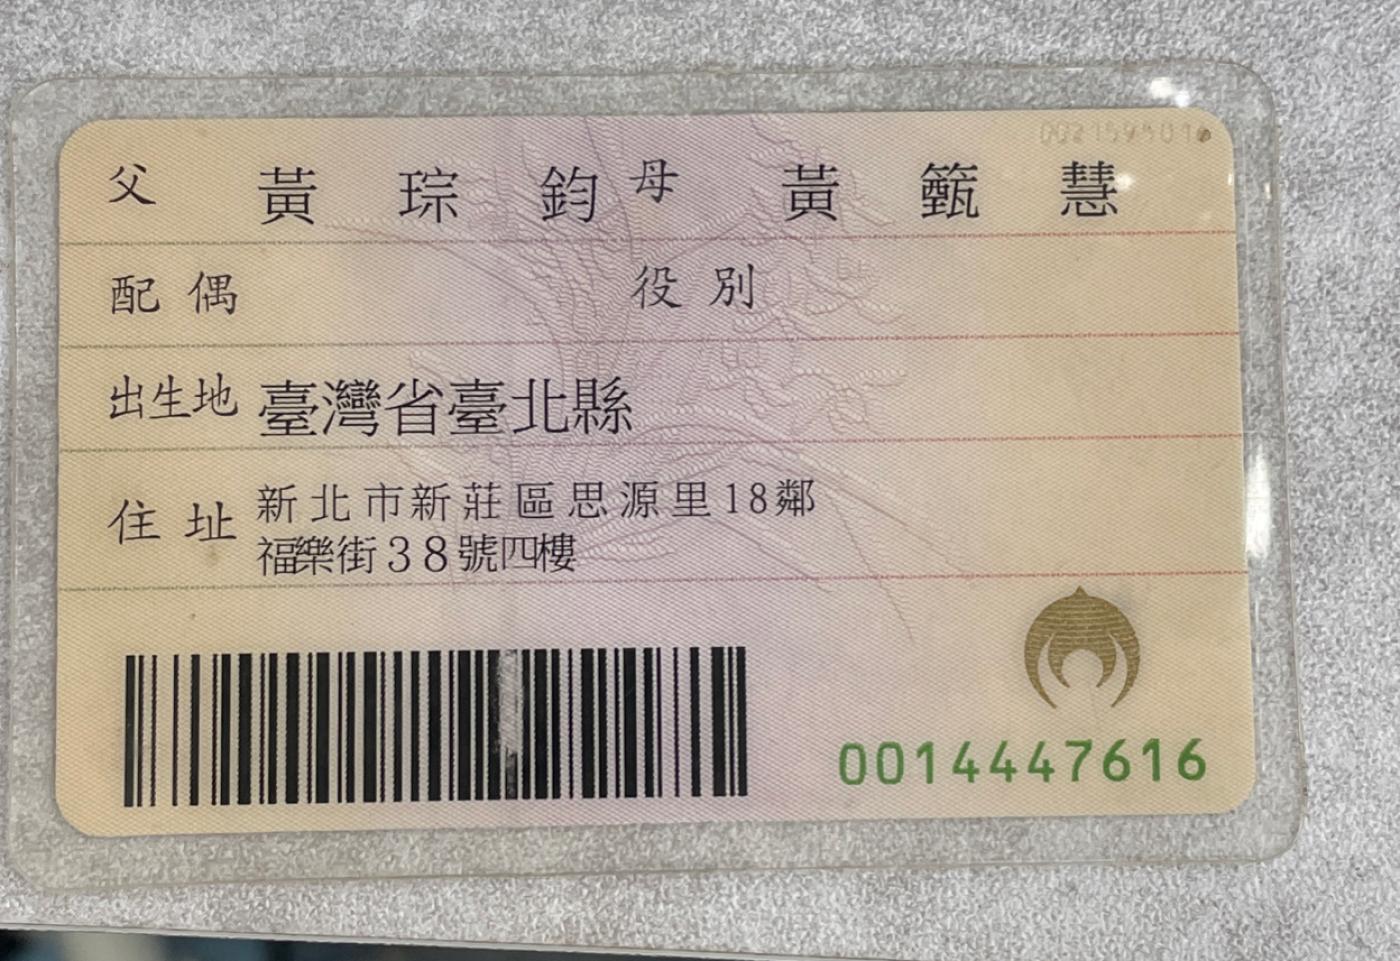 父 黃琮鈞 母 黃籈慧
配偶 役別
出生地 臺灣省臺北縣
住址 新北市新莊區思源里18鄰
福樂街38號四樓
0014447616